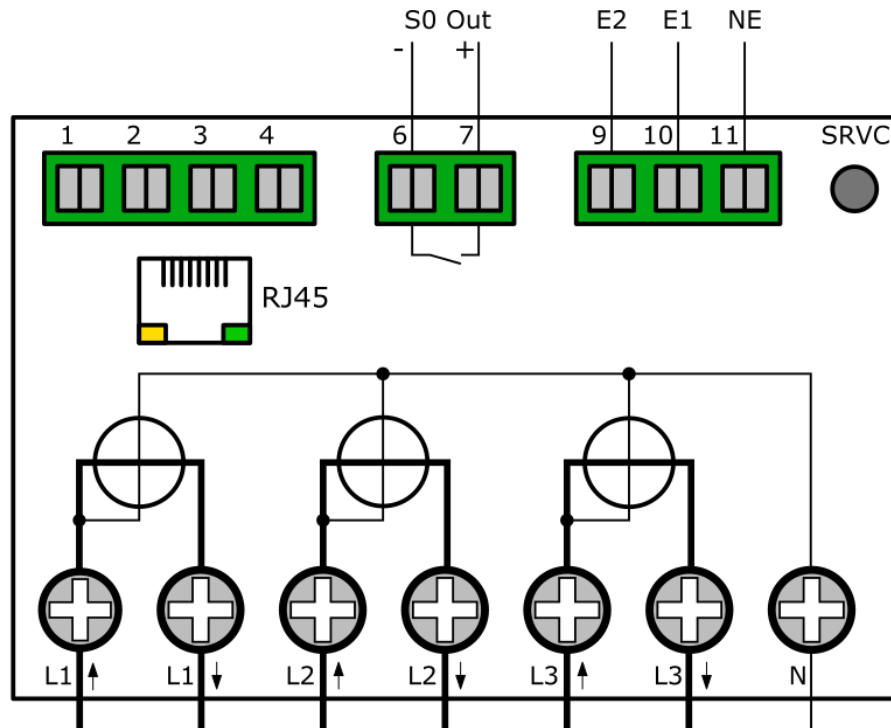 S0 Out E2 E1 NE
- +
1 2 3 4 6 7 9 10 11 SRVC
RJ45
L1 L1 L2 L2 L3 L3 N